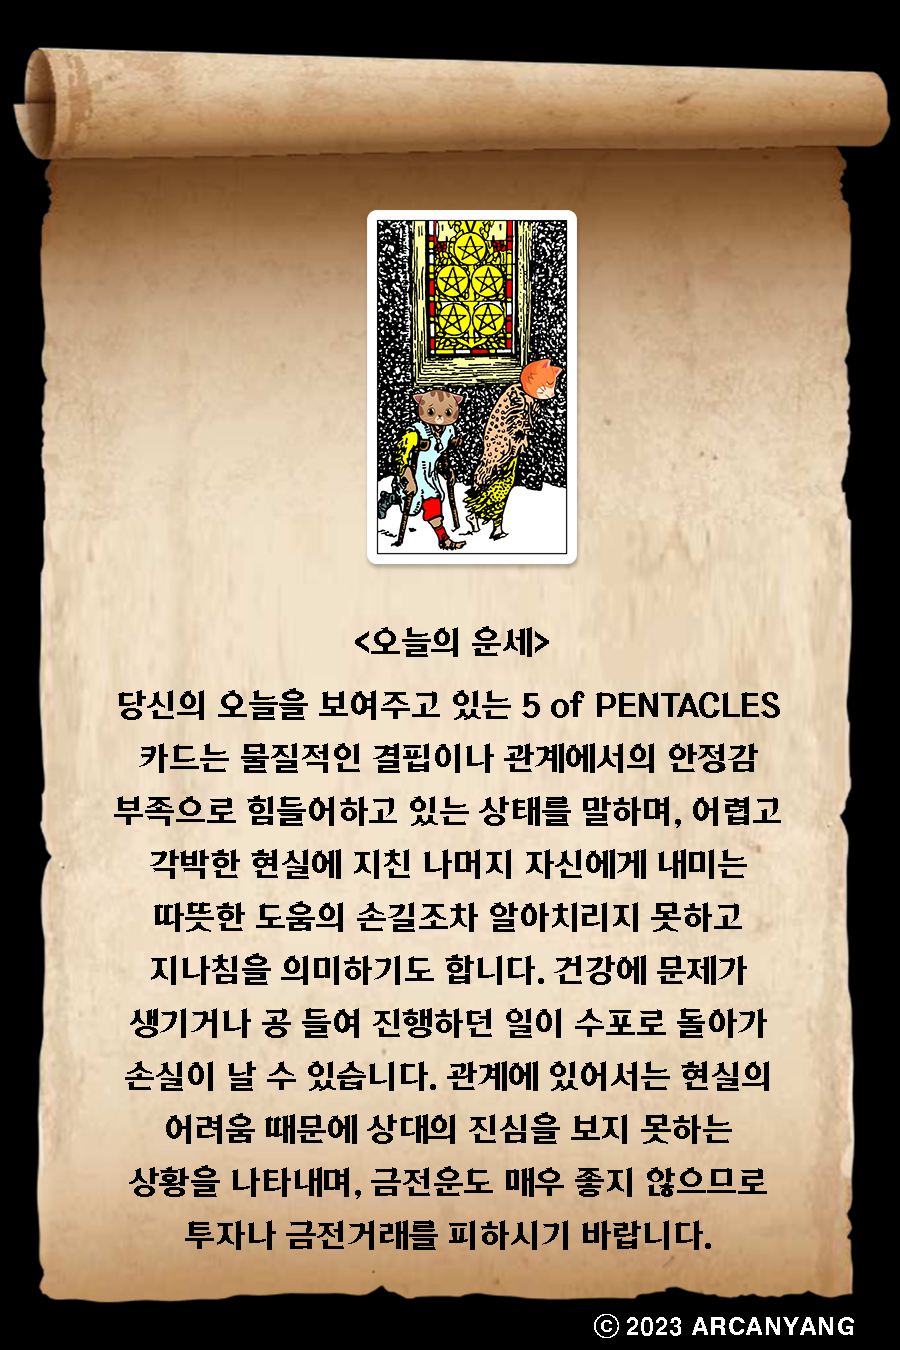 <오늘의 운세>
당신의 오늘을 보여주고 있는 5 of PENTACLES
카드는 물질적인 결핍이나 관계에서의 안정감
부족으로 힘들어하고 있는 상태를 말하며, 어렵고
각박한 현실에 지친 나머지 자신에게 내미는
따뜻한 도움의 손길조차 알아치리지 못하고
지나침을 의미하기도 합니다. 건강에 문제가
생기거나 공 들여 진행하던 일이 수포로 돌아가
손실이 날 수 있습니다. 관계에 있어서는 현실의
어려움 때문에 상대의 진심을 보지 못하는
상황을 나타내며, 금전운도 매우 좋지 않으므로
투자나 금전거래를 피하시기 바랍니다.
ⓒ 2023 ARCANYANG